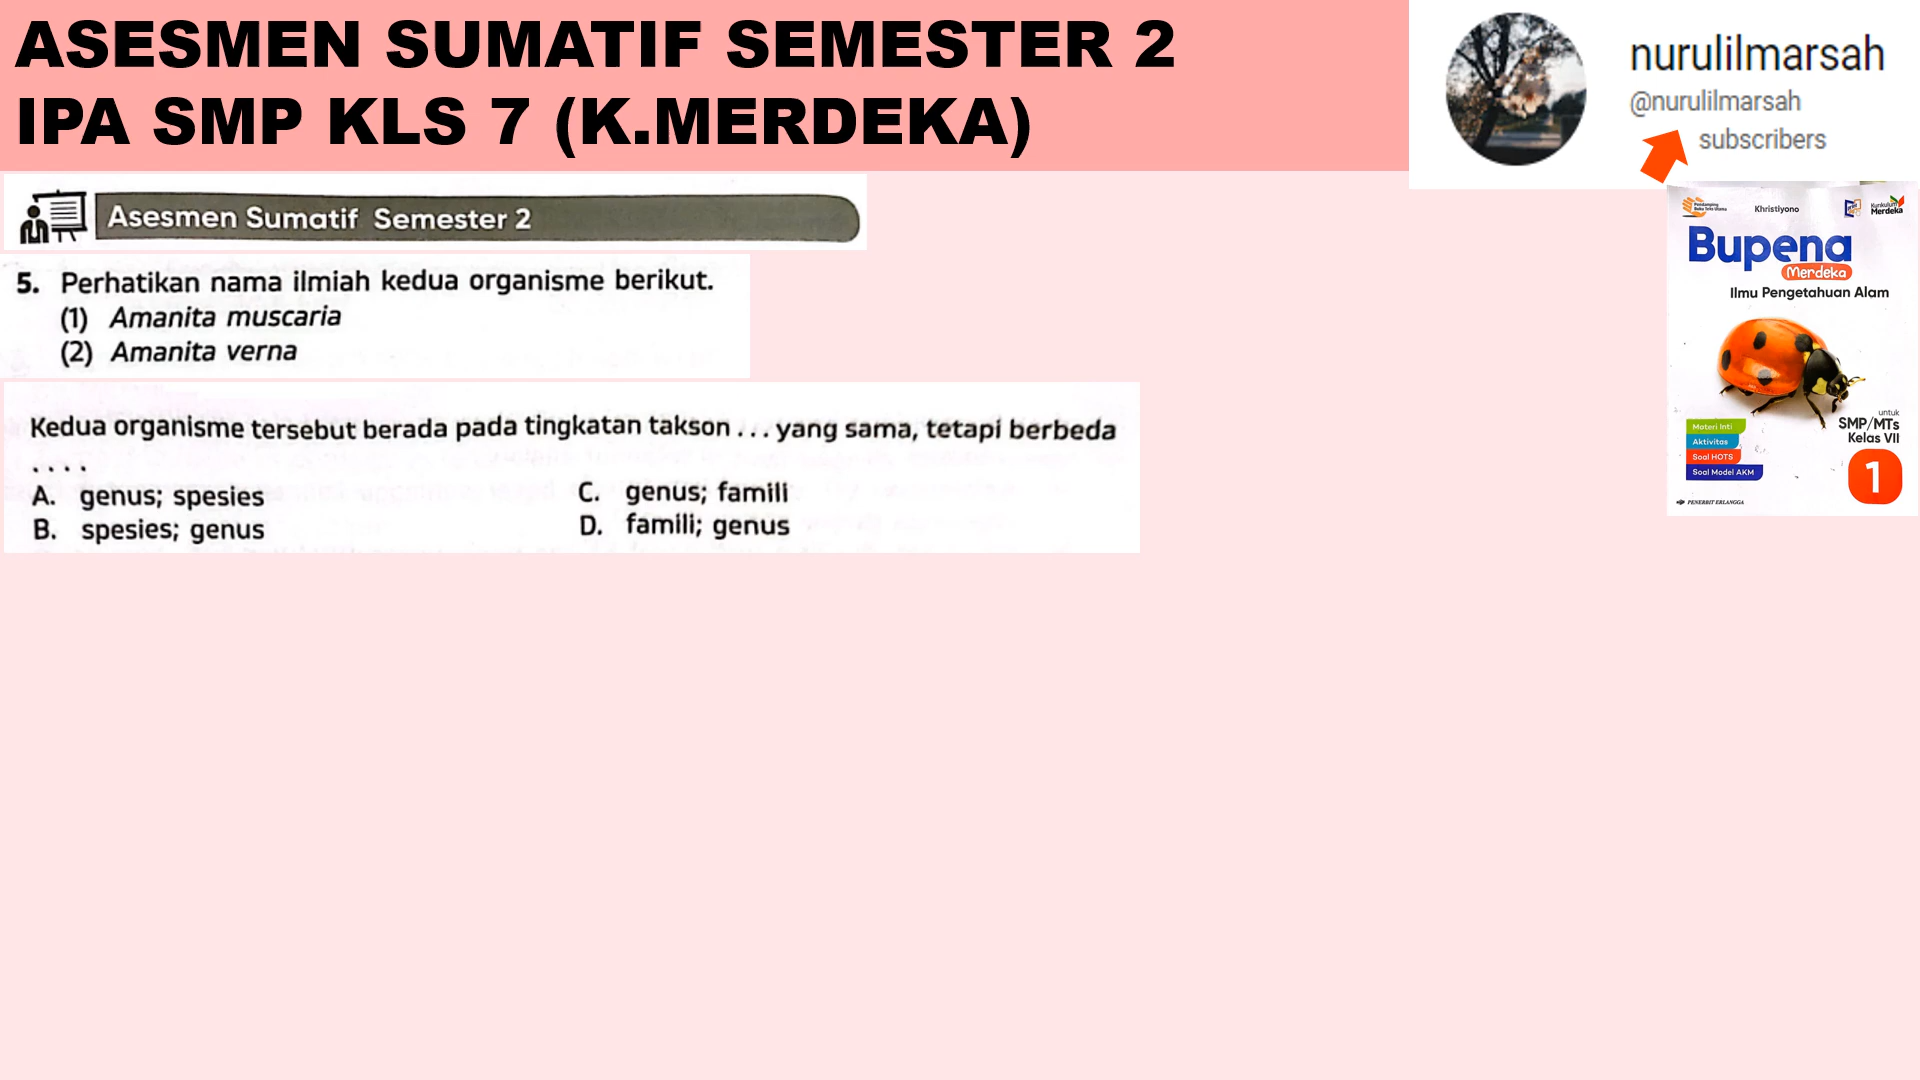 ASESMEN SUMATIF SEMESTER 2
IPA SMP KLS 7 (K.MERDEKA)
nurulilmarsah
@nurulilmarsah
subscribers
Asesmen Sumatif Semester 2
5. Perhatikan nama ilmiah kedua organisme berikut.
(1) Amanita muscaria
(2) Amanita verna
Kedua organisme tersebut berada pada tingkatan takson . . . yang sama, tetapi berbeda
. . . .
A. genus; spesies
B. spesies; genus
C. genus; famili
D. famili; genus
Khristiyono
Kurikulum
Merdeka
Bupena
Merdeka
Ilmu Pengetahuan Alam
untuk
SMP/MTs
Kelas VII
1
Materi Inti
Aktivitas
Soal HOTS
Soal Model AKM
PENERBIT ERLANGGA